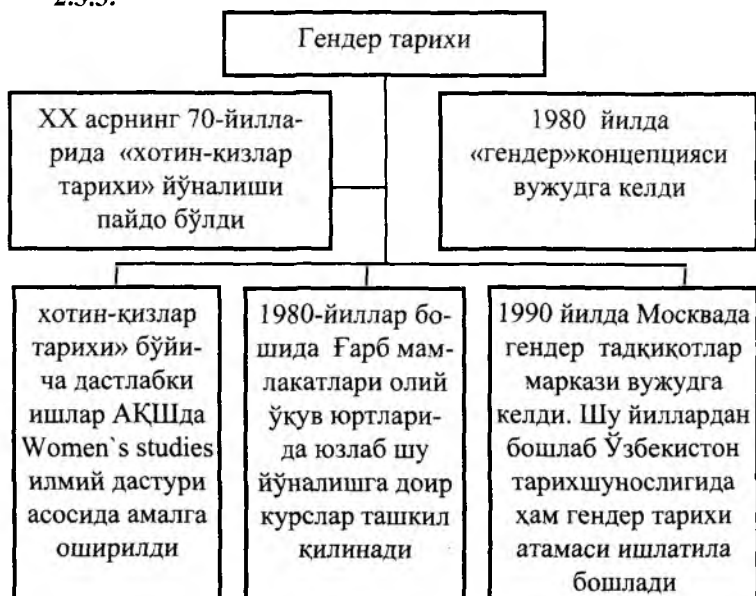 2.3.3.
Гендер тарихи
ХХ асрнинг 70-йилла-
рида «хотин-қизлар
тарихи» йўналиши
пайдо бўлди
1980 йилда
«гендер»концепцияси
вужудга келди
хотин-қизлар
тарихи» бўйи-
ча дастлабки
ишлар АҚШда
Women`s studies
илмий дастури
асосида амалга
оширилди
1980-йиллар бо-
шида Ғарб мам-
лакатлари олий
ўқув юртлари-
да юзлаб шу
йўналишга доир
курслар ташкил
қилинади
1990 йилда Москвада
гендер тадқиқотлар
маркази вужудга
келди. Шу йиллардан
бошлаб Ўзбекистон
тарихшунослигида
ҳам гендер тарихи
атамаси ишлатила
бошлади